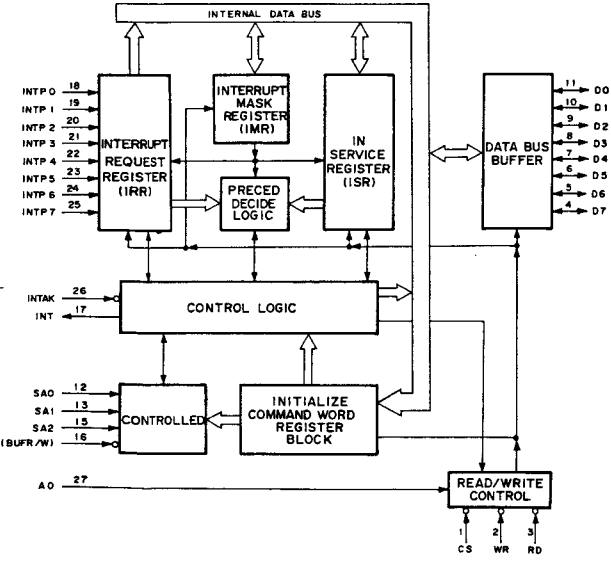 INTERNAL DATA BUS
INTP 0 18
INTP 1 19
INTP 2 20
INTP 3 21
INTP 4 22
INTP 5 23
INTP 6 24
INTP 7 25
INTERRUPT
REQUEST
REGISTER
(IRR)
INTERRUPT
MASK
REGISTER
(IMR)
PRECED
DECIDE
LOGIC
IN
SERVICE
REGISTER
(ISR)
DATA BUS
BUFFER
11 D0
10 D1
9 D2
8 D3
7 D4
6 D5
5 D6
4 D7
INTAK 26
INT 17
CONTROL LOGIC
SA0 12
SA1 13
SA2 15
(BUFR/W) 16
CONTROLLED
INITIALIZE
COMMAND WORD
REGISTER
BLOCK
A0 27
READ/WRITE
CONTROL
1 2 3
CS WR RD